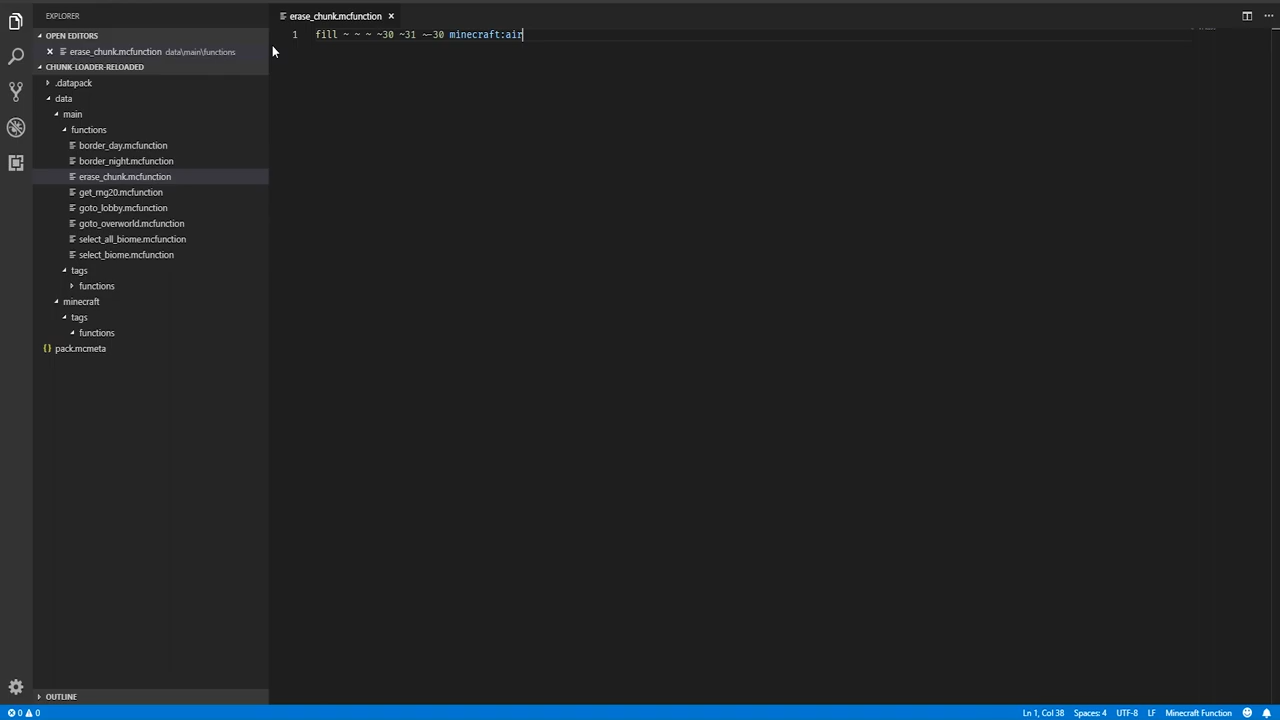 EXPLORER
OPEN EDITORS
erase_chunk.mcfunction data\main\functions
CHUNK-LOADER-RELOADED
.datapack
data
main
functions
border_day.mcfunction
border_night.mcfunction
erase_chunk.mcfunction
get_rng20.mcfunction
goto_lobby.mcfunction
goto_overworld.mcfunction
select_all_biome.mcfunction
select_biome.mcfunction
tags
functions
minecraft
tags
functions
{ } pack.mcmeta
OUTLINE
erase_chunk.mcfunction
1 fill ~ ~ ~ ~30 ~31 ~-30 minecraft:air
0 0 Ln 1, Col 38 Spaces: 4 UTF-8 LF Minecraft Function